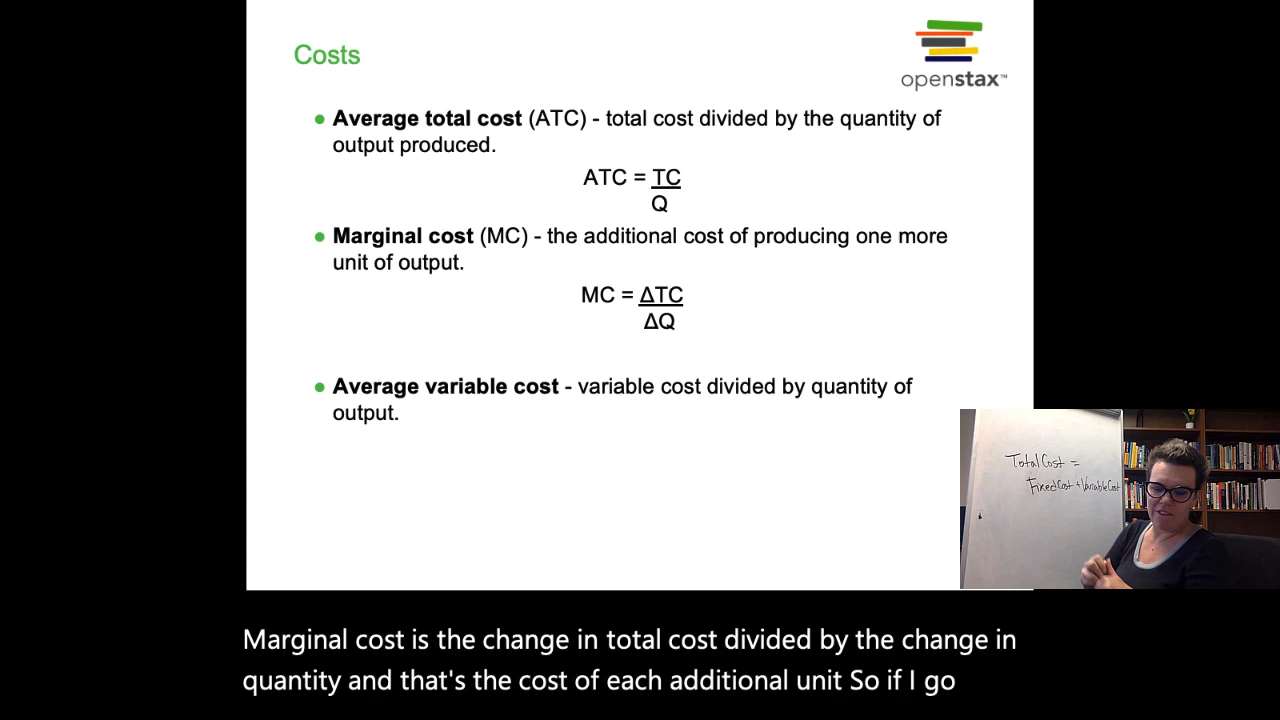 Costs
openstax™
● Average total cost (ATC) - total cost divided by the quantity of
output produced.
ATC = TC
Q
● Marginal cost (MC) - the additional cost of producing one more
unit of output.
MC = ΔTC
ΔQ
● Average variable cost - variable cost divided by quantity of
output.
Total Cost =
Fixed Cost + Variable Cost
Marginal cost is the change in total cost divided by the change in
quantity and that's the cost of each additional unit So if I go